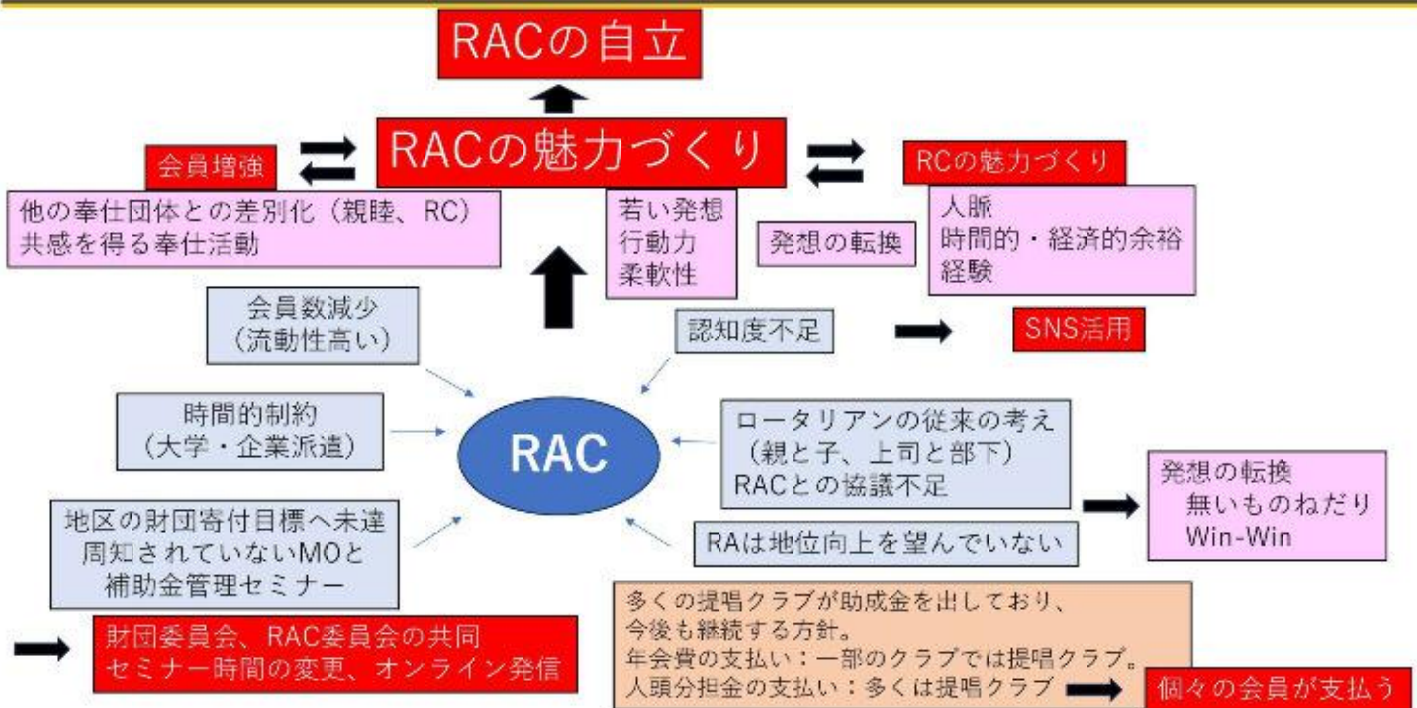 RACの自立
RACの魅力づくり
会員増強
RCの魅力づくり
他の奉仕団体との差別化（親睦、RC）
共感を得る奉仕活動
若い発想
行動力
柔軟性
発想の転換
人脈
時間的・経済的余裕
経験
会員数減少
（流動性高い）
認知度不足
SNS活用
時間的制約
（大学・企業派遣）
RAC
ロータリアンの従来の考え
（親と子、上司と部下）
RACとの協議不足
発想の転換
無いものねだり
Win-Win
地区の財団寄付目標へ未達
周知されていないMOと
補助金管理セミナー
RAは地位向上を望んでいない
財団委員会、RAC委員会の共同
セミナー時間の変更、オンライン発信
多くの提唱クラブが助成金を出しており、
今後も継続する方針。
年会費の支払い：一部のクラブでは提唱クラブ。
人頭分担金の支払い：多くは提唱クラブ
個々の会員が支払う